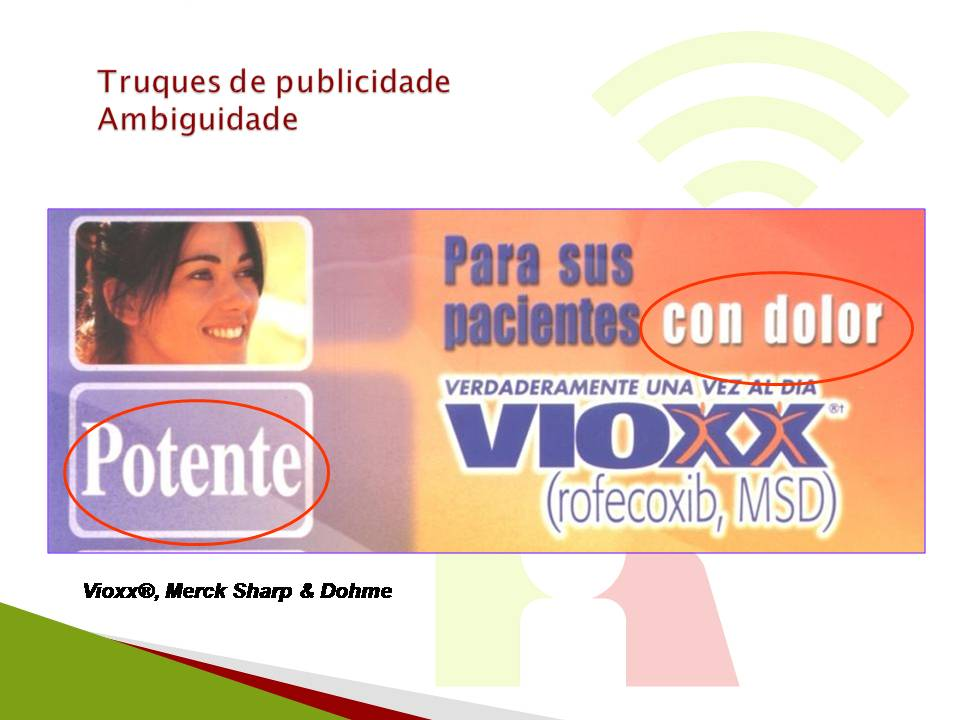 Truques de publicidade
Ambiguidade
Para sus
pacientes con dolor
VERDADERAMENTE UNA VEZ AL DIA
VIOXX®†
(rofecoxib, MSD)
Potente
Vioxx®, Merck Sharp & Dohme